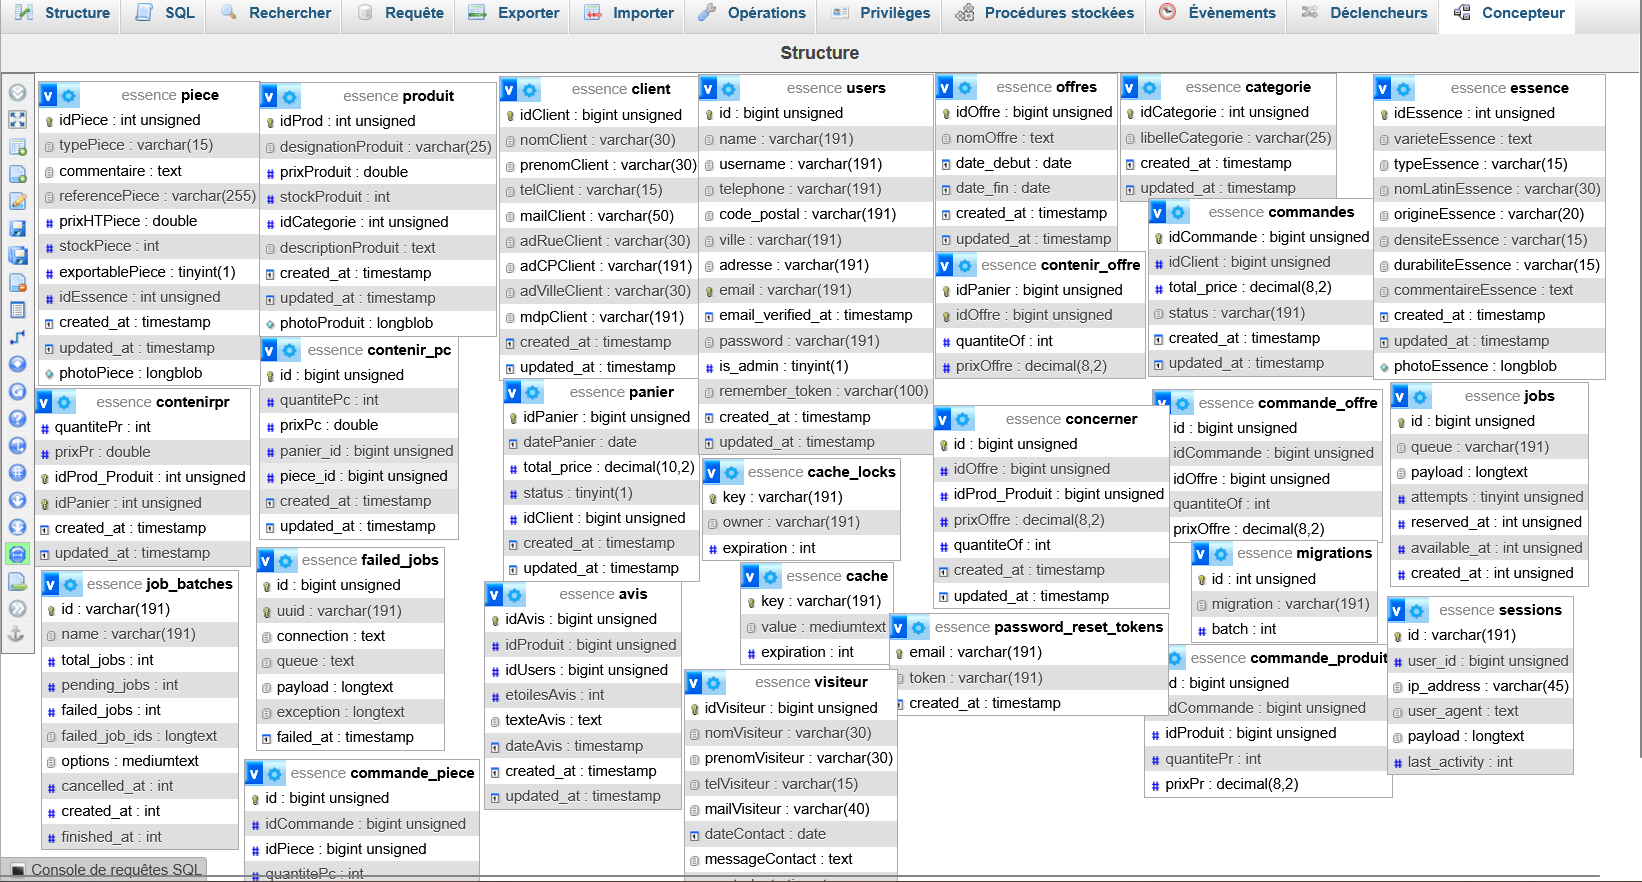 Structure
SQL
Rechercher
Requête
Exporter
Importer
Opérations
Privilèges
Procédures stockées
Évènements
Déclencheurs
Concepteur
Structure
essence piece
idPiece : int unsigned
typePiece : varchar(15)
commentaire : text
referencePiece : varchar(255)
prixHTPiece : double
stockPiece : int
exportablePiece : tinyint(1)
idEssence : int unsigned
created_at : timestamp
updated_at : timestamp
photoPiece : longblob
essence produit
idProd : int unsigned
designationProduit : varchar(25)
prixProduit : double
stockProduit : int
idCategorie : int unsigned
descriptionProduit : text
created_at : timestamp
updated_at : timestamp
photoProduit : longblob
essence client
idClient : bigint unsigned
nomClient : varchar(30)
prenomClient : varchar(30)
telClient : varchar(15)
mailClient : varchar(50)
adRueClient : varchar(30)
adCPClient : varchar(191)
adVilleClient : varchar(30)
mdpClient : varchar(191)
created_at : timestamp
updated_at : timestamp
essence users
id : bigint unsigned
name : varchar(191)
username : varchar(191)
telephone : varchar(191)
code_postal : varchar(191)
ville : varchar(191)
adresse : varchar(191)
email : varchar(191)
email_verified_at : timestamp
password : varchar(191)
is_admin : tinyint(1)
remember_token : varchar(100)
created_at : timestamp
updated_at : timestamp
essence offres
idOffre : bigint unsigned
nomOffre : text
date_debut : date
date_fin : date
created_at : timestamp
updated_at : timestamp
essence categorie
idCategorie : int unsigned
libelleCategorie : varchar(25)
created_at : timestamp
updated_at : timestamp
essence essence
idEssence : int unsigned
varieteEssence : text
typeEssence : varchar(15)
nomLatinEssence : varchar(30)
origineEssence : varchar(20)
densiteEssence : varchar(15)
durabiliteEssence : varchar(15)
commentaireEssence : text
created_at : timestamp
updated_at : timestamp
photoEssence : longblob
essence commandes
idCommande : bigint unsigned
idClient : bigint unsigned
total_price : decimal(8,2)
status : varchar(191)
created_at : timestamp
updated_at : timestamp
essence contenir_offre
idPanier : bigint unsigned
idOffre : bigint unsigned
quantiteOf : int
prixOffre : decimal(8,2)
essence contenir_pc
id : bigint unsigned
quantitePc : int
prixPc : double
panier_id : bigint unsigned
piece_id : bigint unsigned
created_at : timestamp
updated_at : timestamp
essence contenirpr
quantitePr : int
prixPr : double
idProd_Produit : int unsigned
idPanier : int unsigned
created_at : timestamp
updated_at : timestamp
essence panier
idPanier : bigint unsigned
datePanier : date
total_price : decimal(10,2)
status : tinyint(1)
idClient : bigint unsigned
created_at : timestamp
updated_at : timestamp
essence cache_locks
key : varchar(191)
owner : varchar(191)
expiration : int
essence concerner
id : bigint unsigned
idOffre : bigint unsigned
idProd_Produit : bigint unsigned
prixOffre : decimal(8,2)
quantiteOf : int
created_at : timestamp
updated_at : timestamp
essence commande_offre
id : bigint unsigned
idCommande : bigint unsigned
idOffre : bigint unsigned
quantiteOf : int
prixOffre : decimal(8,2)
essence jobs
id : bigint unsigned
queue : varchar(191)
payload : longtext
attempts : tinyint unsigned
reserved_at : int unsigned
available_at : int unsigned
created_at : int unsigned
essence migrations
id : int unsigned
migration : varchar(191)
batch : int
essence failed_jobs
id : bigint unsigned
uuid : varchar(191)
connection : text
queue : text
payload : longtext
exception : longtext
failed_at : timestamp
essence job_batches
id : varchar(191)
name : varchar(191)
total_jobs : int
pending_jobs : int
failed_jobs : int
failed_job_ids : longtext
options : mediumtext
cancelled_at : int
created_at : int
finished_at : int
essence avis
idAvis : bigint unsigned
idProduit : bigint unsigned
idUsers : bigint unsigned
etoilesAvis : int
texteAvis : text
dateAvis : timestamp
created_at : timestamp
updated_at : timestamp
essence cache
key : varchar(191)
value : mediumtext
expiration : int
essence password_reset_tokens
email : varchar(191)
token : varchar(191)
created_at : timestamp
essence sessions
id : varchar(191)
user_id : bigint unsigned
ip_address : varchar(45)
user_agent : text
payload : longtext
last_activity : int
essence commande_produit
d : bigint unsigned
dCommande : bigint unsigned
idProduit : bigint unsigned
quantitePr : int
prixPr : decimal(8,2)
essence visiteur
idVisiteur : bigint unsigned
nomVisiteur : varchar(30)
prenomVisiteur : varchar(30)
telVisiteur : varchar(15)
mailVisiteur : varchar(40)
dateContact : date
messageContact : text
essence commande_piece
id : bigint unsigned
idCommande : bigint unsigned
idPiece : bigint unsigned
quantitePc : int
Console de requêtes SQL